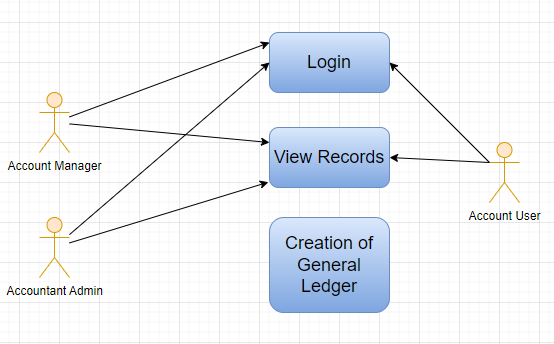 Login
Account Manager
View Records
Account User
Creation of
General
Ledger
Accountant Admin